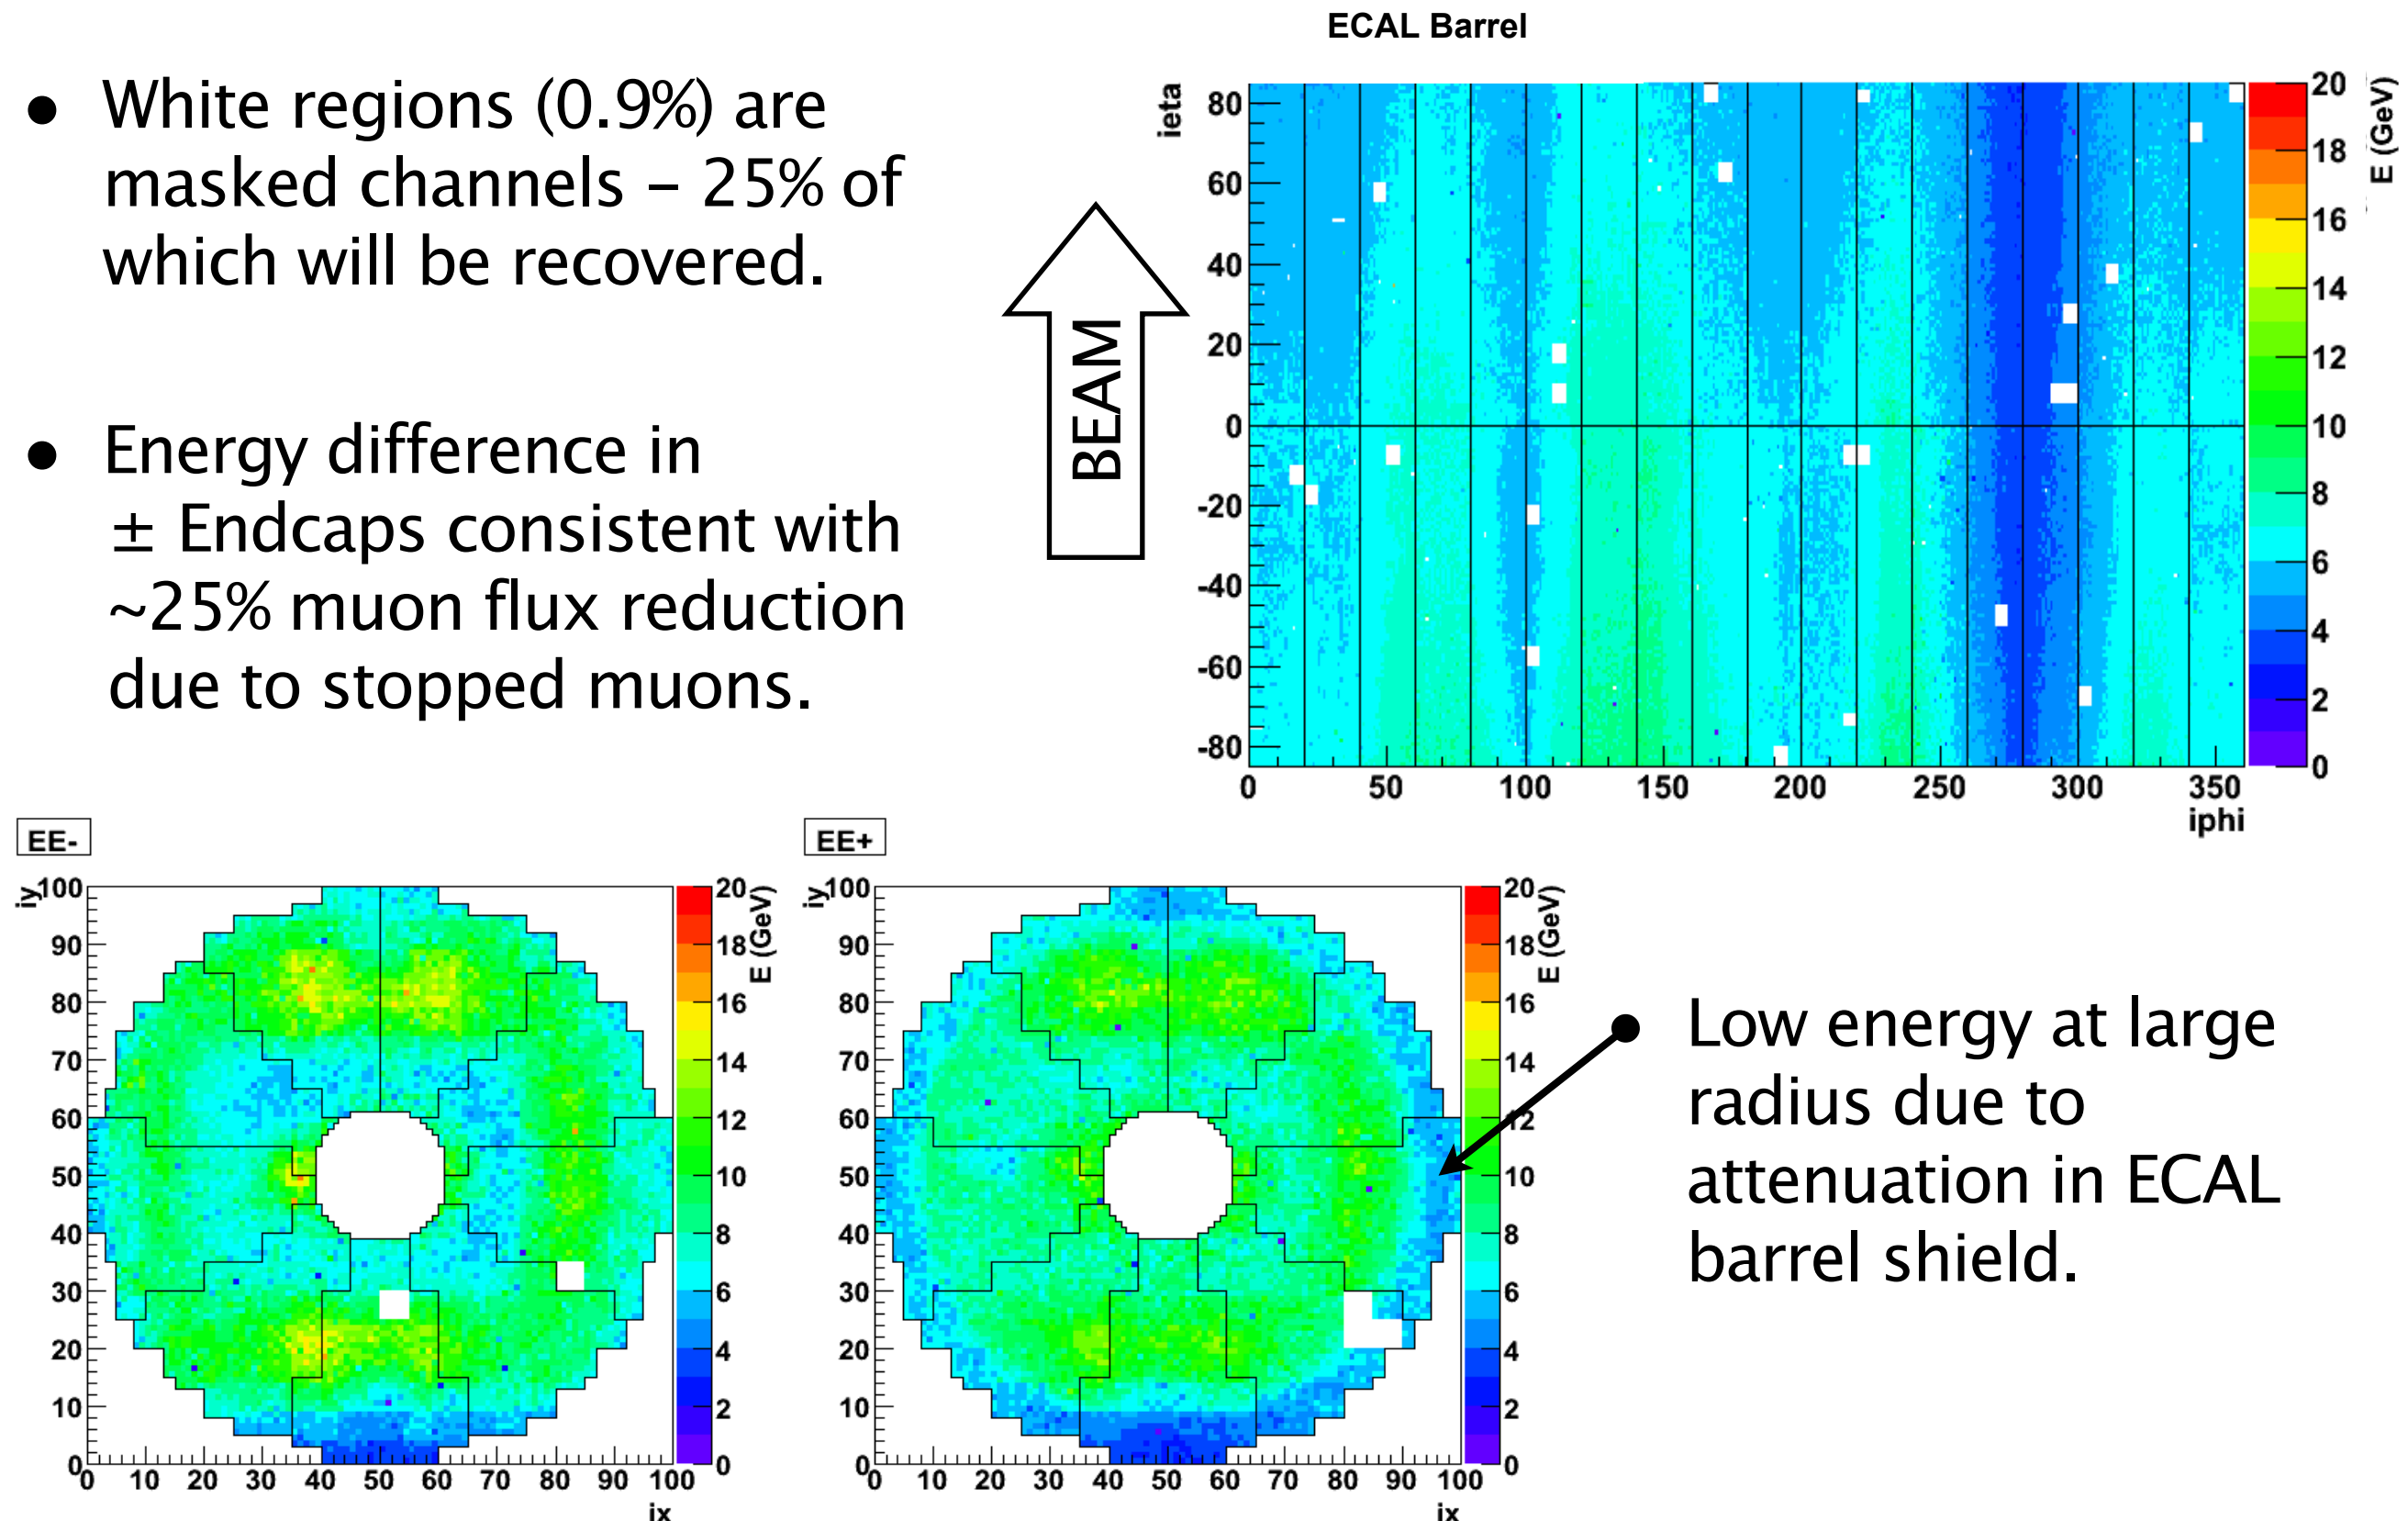 ECAL Barrel
• White regions (0.9%) are
masked channels – 25% of
which will be recovered.
• Energy difference in
± Endcaps consistent with
~25% muon flux reduction
due to stopped muons.
BEAM
ieta
80
60
40
20
0
-20
-40
-60
-80
0 50 100 150 200 250 300 350
iphi
20
18
16
14
12
10
8
6
4
2
0
E (GeV)
EE-
iy
100
90
80
70
60
50
40
30
20
10
0
0 10 20 30 40 50 60 70 80 90 100
ix
20
18
16
14
12
10
8
6
4
2
0
E (GeV)
EE+
iy
100
90
80
70
60
50
40
30
20
10
0
0 10 20 30 40 50 60 70 80 90 100
ix
20
18
16
14
12
10
8
6
4
2
0
E (GeV)
• Low energy at large
radius due to
attenuation in ECAL
barrel shield.